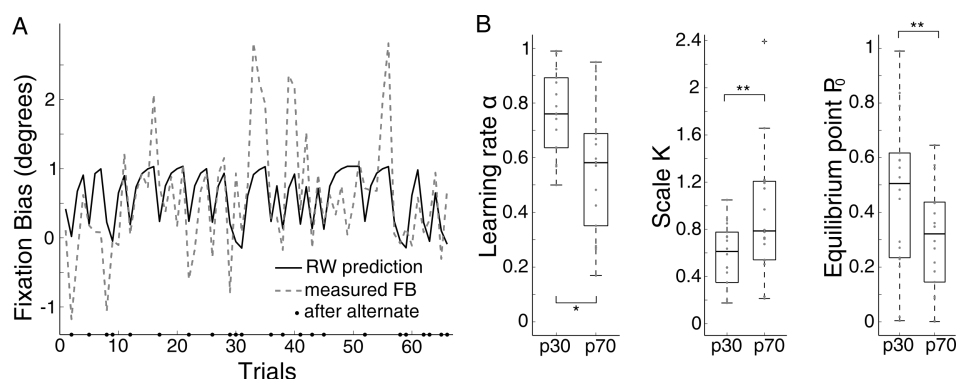 A
Fixation Bias (degrees)
3
2
1
0
-1
RW prediction
measured FB
after alternate
0 10 20 30 40 50 60
Trials
B
Learning rate α
1
0.8
0.6
0.4
0.2
0
*
p30 p70
Scale K
2.4
2
1.6
1.2
0.8
0.4
0
**
p30 p70
Equilibrium point P0
1
0.8
0.6
0.4
0.2
0
**
p30 p70